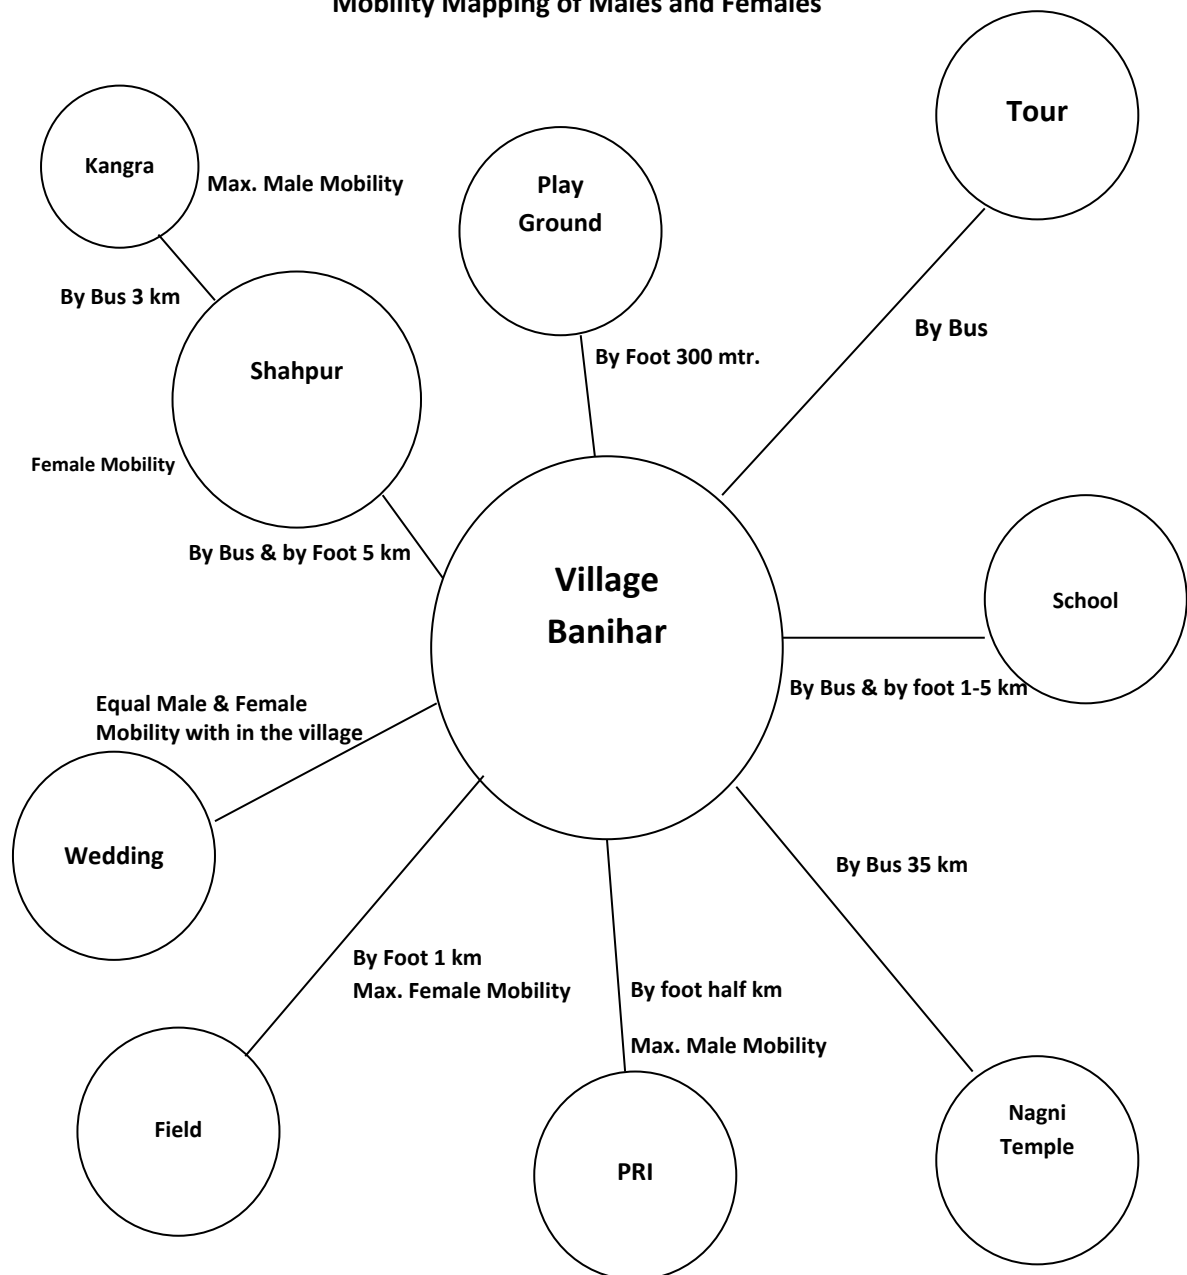 Mobility Mapping of Males and Females
Tour
Kangra
Max. Male Mobility
Play
Ground
By Bus 3 km
By Bus
By Foot 300 mtr.
Shahpur
Female Mobility
By Bus & by Foot 5 km
Village
Banihar
School
By Bus & by foot 1-5 km
Equal Male & Female
Mobility with in the village
Wedding
By Bus 35 km
By Foot 1 km
Max. Female Mobility
By foot half km
Max. Male Mobility
Field
PRI
Nagni
Temple